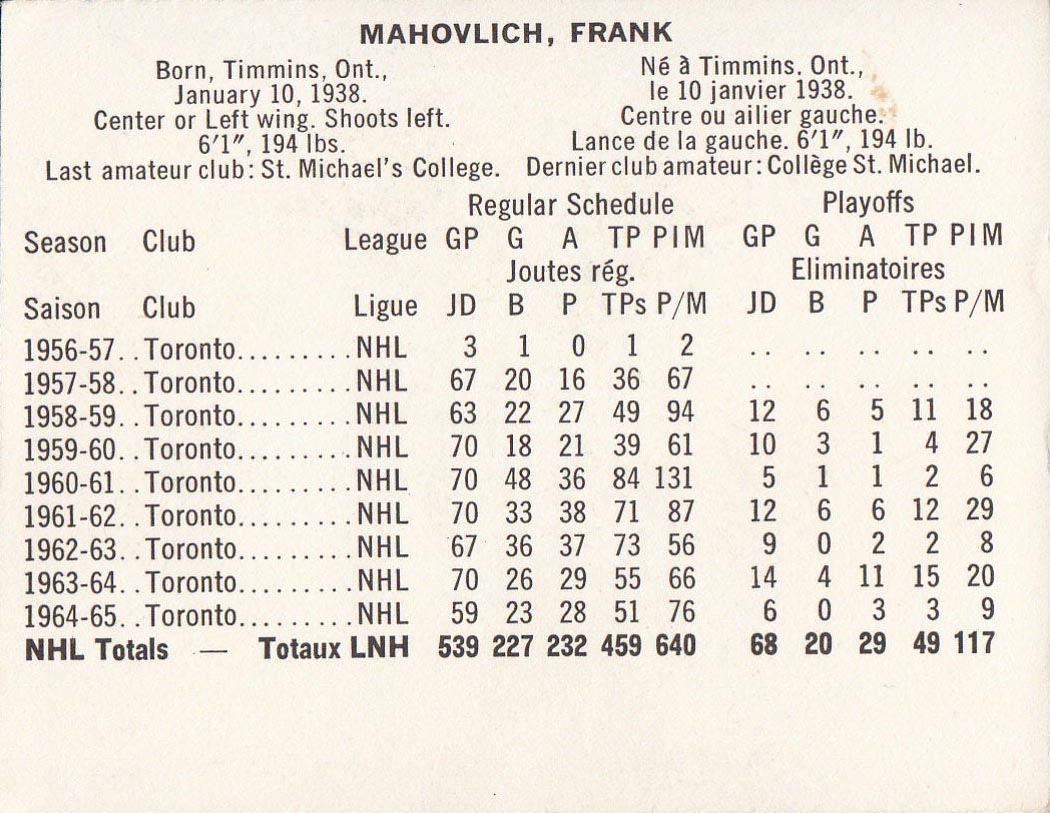 MAHOVLICH, FRANK
Born, Timmins, Ont.,
January 10, 1938.
Center or Left wing. Shoots left.
6'1", 194 lbs.
Last amateur club: St. Michael's College.
Né à Timmins. Ont.,
le 10 janvier 1938.
Centre ou ailier gauche.
Lance de la gauche. 6'1", 194 lb.
Dernier club amateur: Collège St. Michael.
Regular Schedule Playoffs
Season Club League GP G A TP PIM GP G A TP PIM
Joutes rég. Eliminatoires
Saison Club Ligue JD B P TPs P/M JD B P TPs P/M
1956-57. . Toronto. . . . . . . . . NHL 3 1 0 1 2 . . . . . . . . . .
1957-58. . Toronto. . . . . . . . . NHL 67 20 16 36 67 . . . . . . . . . .
1958-59. . Toronto. . . . . . . . . NHL 63 22 27 49 94 12 6 5 11 18
1959-60. . Toronto. . . . . . . . . NHL 70 18 21 39 61 10 3 1 4 27
1960-61. . Toronto. . . . . . . . . NHL 70 48 36 84 131 5 1 1 2 6
1961-62. . Toronto. . . . . . . . . NHL 70 33 38 71 87 12 6 6 12 29
1962-63. . Toronto. . . . . . . . . NHL 67 36 37 73 56 9 0 2 2 8
1963-64. . Toronto. . . . . . . . . NHL 70 26 29 55 66 14 4 11 15 20
1964-65. . Toronto. . . . . . . . . NHL 59 23 28 51 76 6 0 3 3 9
NHL Totals — Totaux LNH 539 227 232 459 640 68 20 29 49 117